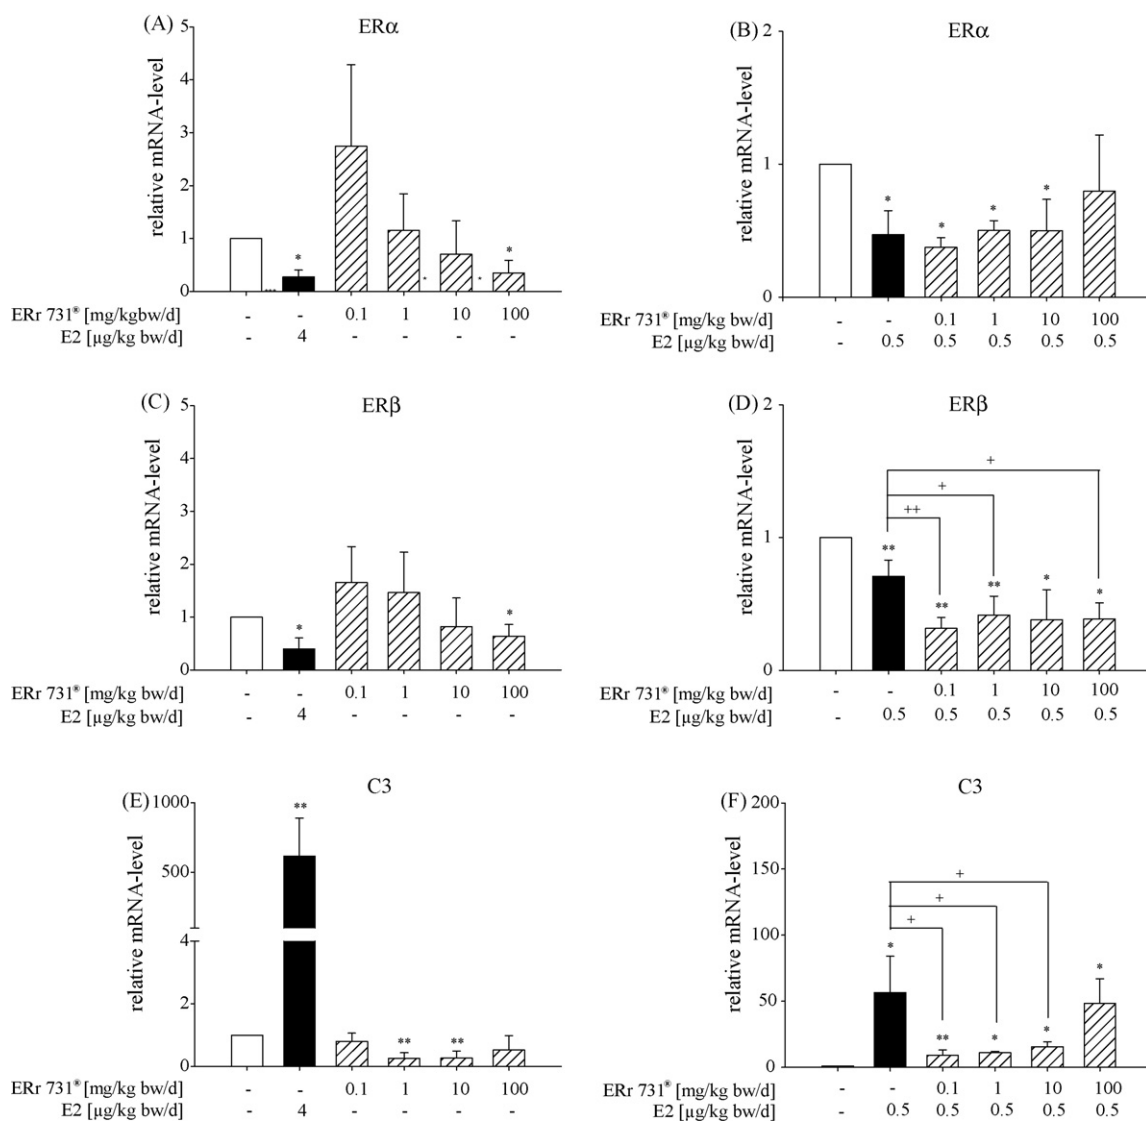 (A) ERα
5
4
3
2
1
0
relative mRNA-level
* * ... * *
ERr 731® [mg/kgbw/d] - - 0.1 1 10 100
E2 [µg/kg bw/d] - 4 - - - -
(B) ERα
2
1
0
relative mRNA-level
* * * *
ERr 731® [mg/kg bw/d] - - 0.1 1 10 100
E2 [µg/kg bw/d] - 0.5 0.5 0.5 0.5 0.5
(C) ERβ
5
4
3
2
1
0
relative mRNA-level
* *
ERr 731® [mg/kg bw/d] - - 0.1 1 10 100
E2 [µg/kg bw/d] - 4 - - - -
(D) ERβ
2
1
0
relative mRNA-level
+
+
++
** ** ** * *
ERr 731® [mg/kg bw/d] - - 0.1 1 10 100
E2 [µg/kg bw/d] - 0.5 0.5 0.5 0.5 0.5
(E) C3
1000
500
4
2
0
relative mRNA-level
** ** **
ERr 731® [mg/kg bw/d] - - 0.1 1 10 100
E2 [µg/kg bw/d] - 4 - - - -
(F) C3
200
150
100
50
0
relative mRNA-level
+
+
+
* ** * * *
ERr 731® [mg/kg bw/d] - - 0.1 1 10 100
E2 [µg/kg bw/d] - 0.5 0.5 0.5 0.5 0.5